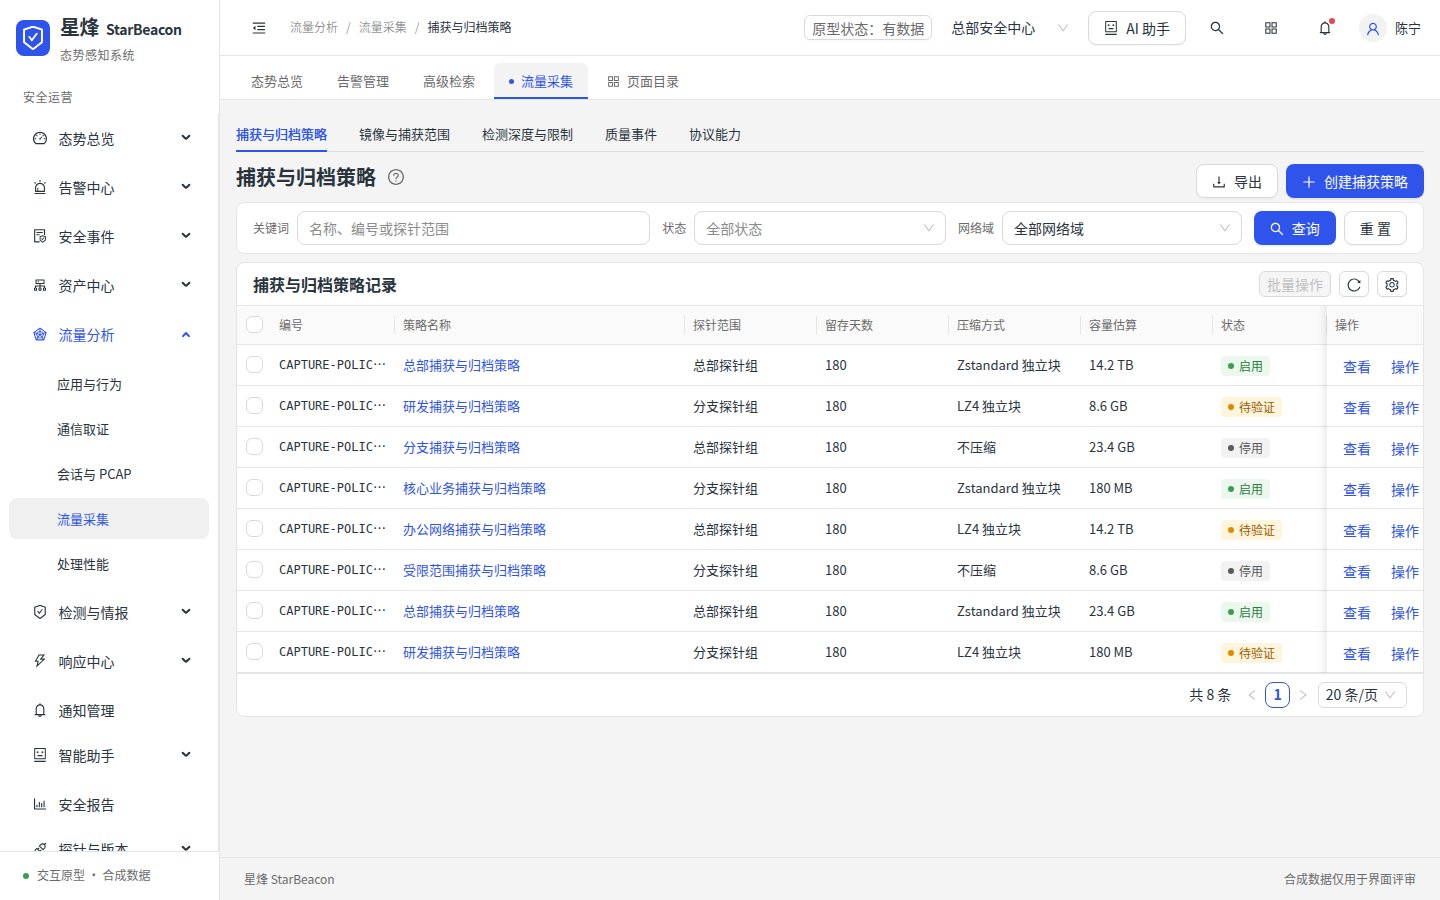 星烽 StarBeacon
态势感知系统
安全运营
态势总览
告警中心
安全事件
资产中心
流量分析
应用与行为
通信取证
会话与 PCAP
流量采集
处理性能
检测与情报
响应中心
通知管理
智能助手
安全报告
探针与版本
交互原型 · 合成数据
流量分析 / 流量采集 / 捕获与归档策略
原型状态：有数据
总部安全中心
AI 助手
陈宁
态势总览 告警管理 高级检索 流量采集 页面目录
捕获与归档策略 镜像与捕获范围 检测深度与限制 质量事件 协议能力
捕获与归档策略
导出
创建捕获策略
关键词 名称、编号或探针范围 状态 全部状态 网络域 全部网络域 查询 重 置
捕获与归档策略记录
批量操作
编号 策略名称 探针范围 留存天数 压缩方式 容量估算 状态 操作
CAPTURE-POLIC··· 总部捕获与归档策略 总部探针组 180 Zstandard 独立块 14.2 TB 启用 查看 操作
CAPTURE-POLIC··· 研发捕获与归档策略 分支探针组 180 LZ4 独立块 8.6 GB 待验证 查看 操作
CAPTURE-POLIC··· 分支捕获与归档策略 总部探针组 180 不压缩 23.4 GB 停用 查看 操作
CAPTURE-POLIC··· 核心业务捕获与归档策略 分支探针组 180 Zstandard 独立块 180 MB 启用 查看 操作
CAPTURE-POLIC··· 办公网络捕获与归档策略 总部探针组 180 LZ4 独立块 14.2 TB 待验证 查看 操作
CAPTURE-POLIC··· 受限范围捕获与归档策略 分支探针组 180 不压缩 8.6 GB 停用 查看 操作
CAPTURE-POLIC··· 总部捕获与归档策略 总部探针组 180 Zstandard 独立块 23.4 GB 启用 查看 操作
CAPTURE-POLIC··· 研发捕获与归档策略 分支探针组 180 LZ4 独立块 180 MB 待验证 查看 操作
共 8 条 1 20 条/页
星烽 StarBeacon
合成数据仅用于界面评审